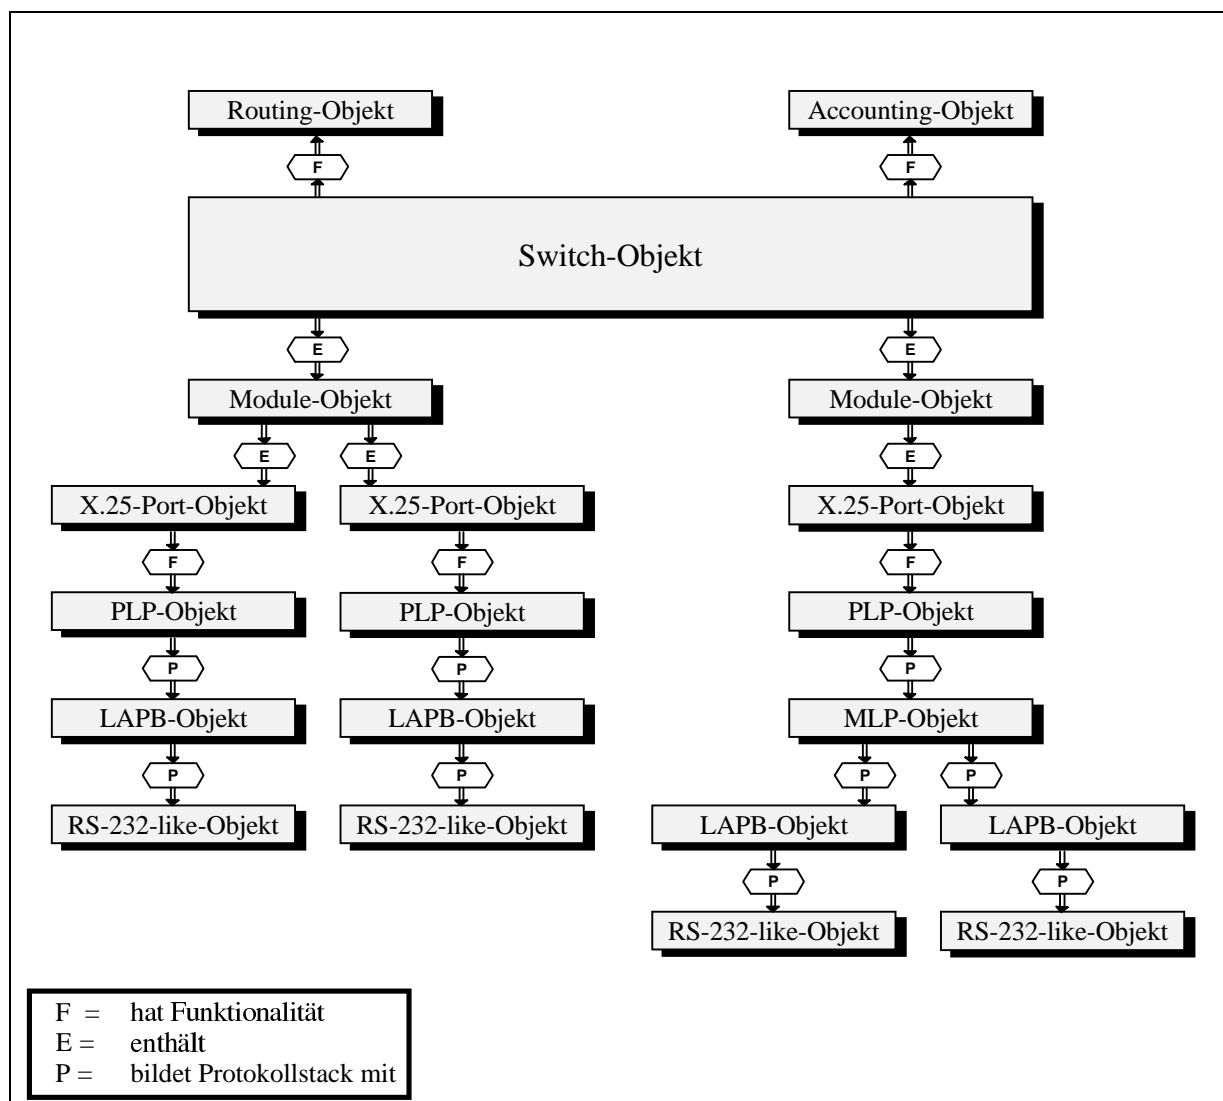 Routing-Objekt Accounting-Objekt
F F
Switch-Objekt
E E
Module-Objekt Module-Objekt
E E E
X.25-Port-Objekt X.25-Port-Objekt X.25-Port-Objekt
F F F
PLP-Objekt PLP-Objekt PLP-Objekt
P P P
LAPB-Objekt LAPB-Objekt MLP-Objekt
P P P P
RS-232-like-Objekt RS-232-like-Objekt LAPB-Objekt LAPB-Objekt
P P
RS-232-like-Objekt RS-232-like-Objekt
F = hat Funktionalität
E = enthält
P = bildet Protokollstack mit